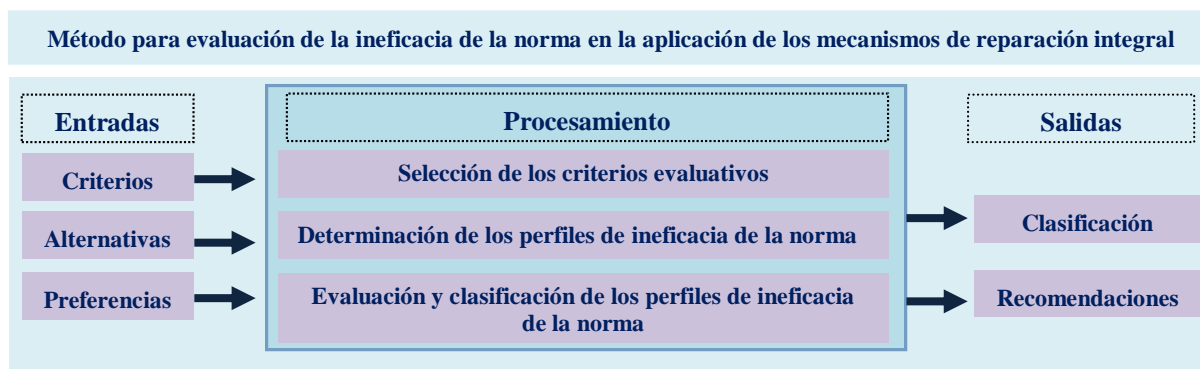 Método para evaluación de la ineficacia de la norma en la aplicación de los mecanismos de reparación integral
Entradas
Criterios
Alternativas
Preferencias
Procesamiento
Selección de los criterios evaluativos
Determinación de los perfiles de ineficacia de la norma
Evaluación y clasificación de los perfiles de ineficacia
de la norma
Salidas
Clasificación
Recomendaciones